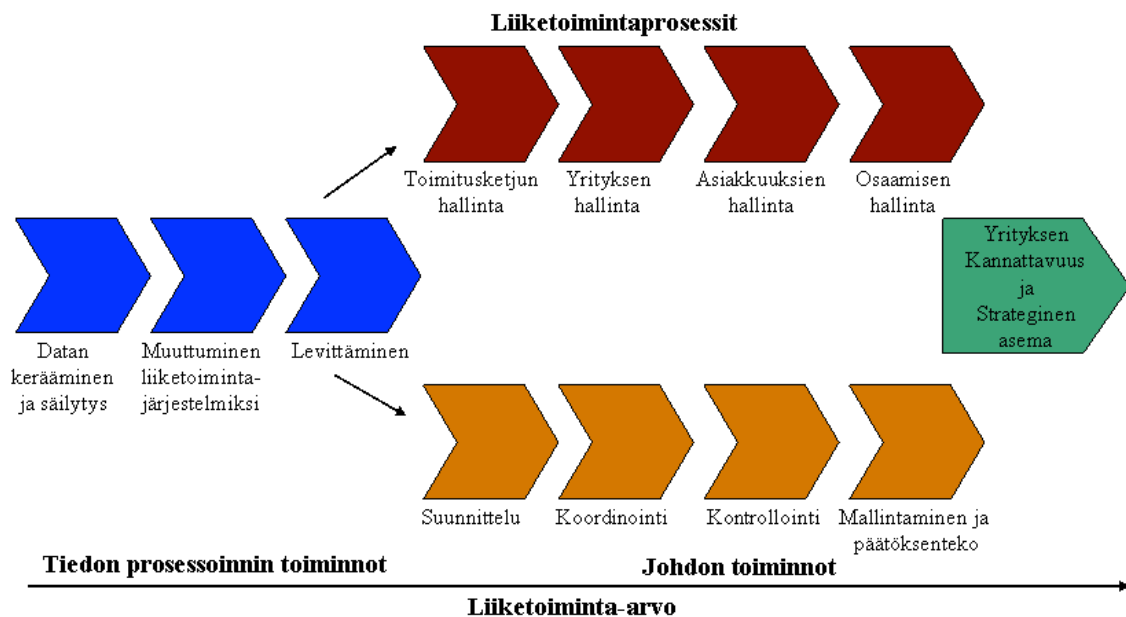 Liiketoimintaprosessit
Toimitusketjun
hallinta
Yrityksen
hallinta
Asiakkuuksien
hallinta
Osaamisen
hallinta
Datan
kerääminen
ja säilytys
Muuttuminen
liiketoiminta-
järjestelmiksi
Levittäminen
Yrityksen
Kannattavuus
ja
Strateginen
asema
Suunnittelu
Koordinointi
Kontrollointi
Mallintaminen ja
päätöksenteko
Tiedon prosessoinnin toiminnot
Johdon toiminnot
Liiketoiminta-arvo